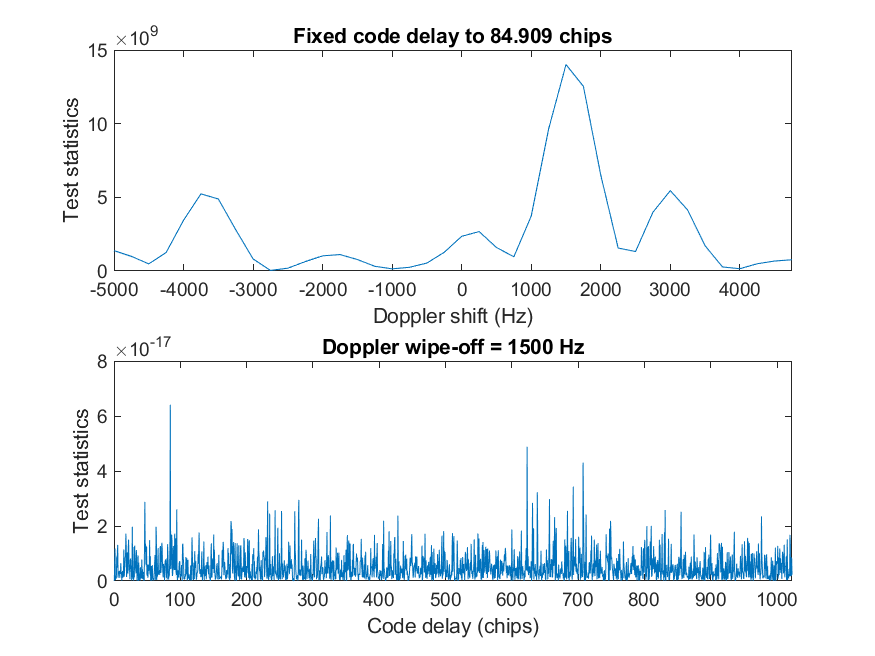 ×10^9
Fixed code delay to 84.909 chips
15
10
5
0
Test statistics
-5000 -4000 -3000 -2000 -1000 0 1000 2000 3000 4000
Doppler shift (Hz)
×10^-17
Doppler wipe-off = 1500 Hz
8
6
4
2
0
Test statistics
0 100 200 300 400 500 600 700 800 900 1000
Code delay (chips)